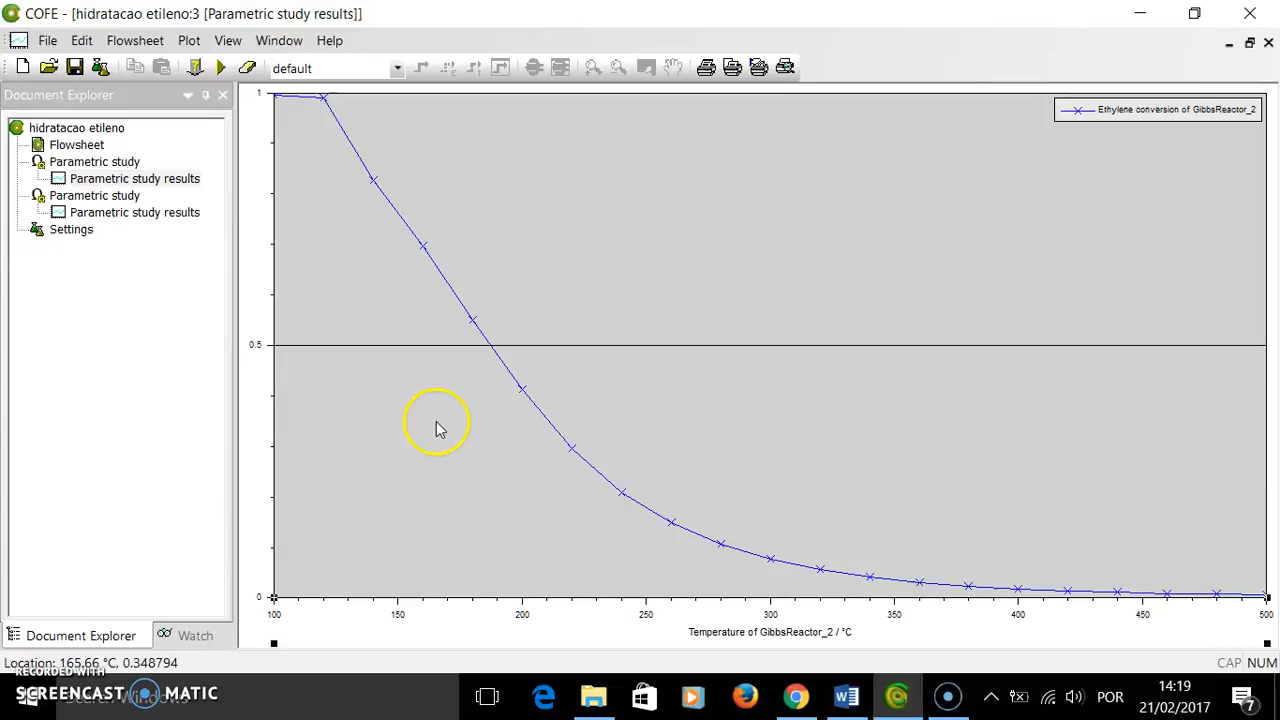 COFE - [hidratacao etileno:3 [Parametric study results]]
File Edit Flowsheet Plot View Window Help
default
Document Explorer
hidratacao etileno
Flowsheet
Parametric study
Parametric study results
Parametric study
Parametric study results
Settings
Document Explorer
Watch
1
0.5
0
Ethylene conversion of GibbsReactor_2
100 150 200 250 300 350 400 450 500
Temperature of GibbsReactor_2 / °C
Location: 165.66 °C, 0.348794
CAP NUM
RECORDED WITH
SCREENCAST MATIC
POR
14:19
21/02/2017
7